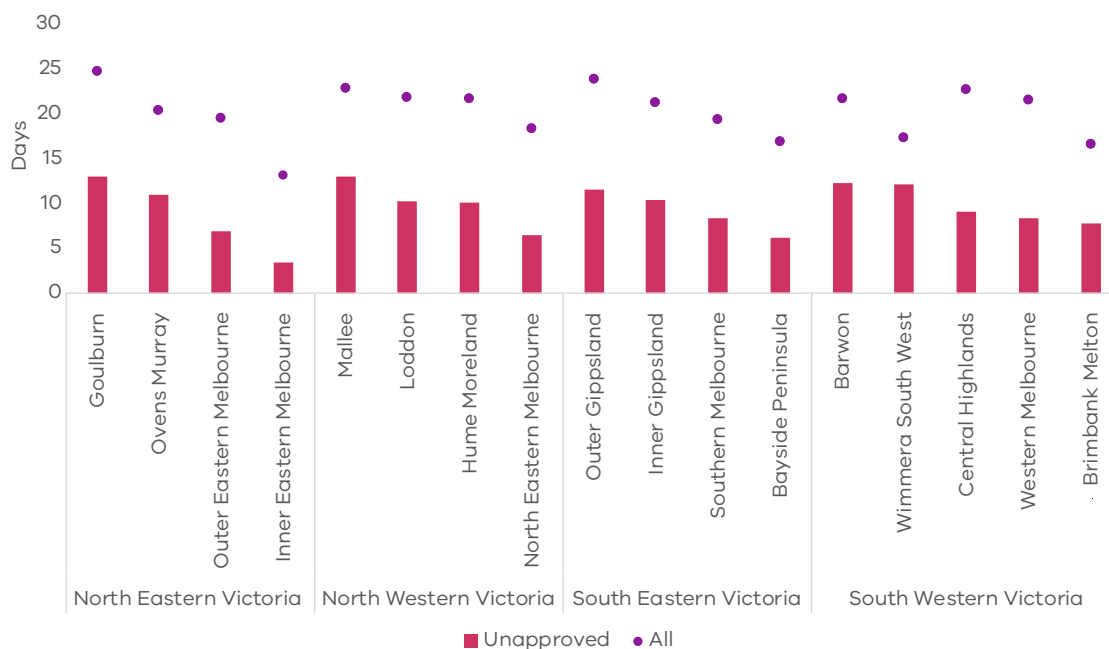 30
25
20
15
10
5
0
Days
Goulburn
Ovens Murray
Outer Eastern Melbourne
Inner Eastern Melbourne
Mallee
Loddon
Hume Moreland
North Eastern Melbourne
Outer Gippsland
Inner Gippsland
Southern Melbourne
Bayside Peninsula
Barwon
Wimmera South West
Central Highlands
Western Melbourne
Brimbank Melton
North Eastern Victoria
North Western Victoria
South Eastern Victoria
South Western Victoria
Unapproved
All